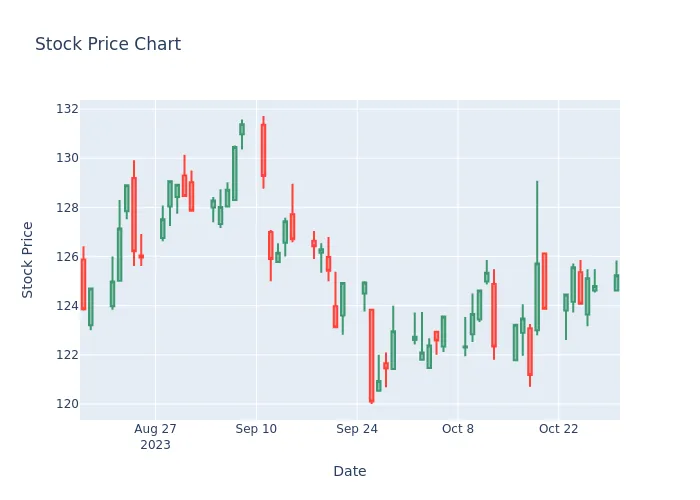 Stock Price Chart
Stock Price
132
130
128
126
124
122
120
Aug 27
2023
Sep 10
Sep 24
Oct 8
Oct 22
Date